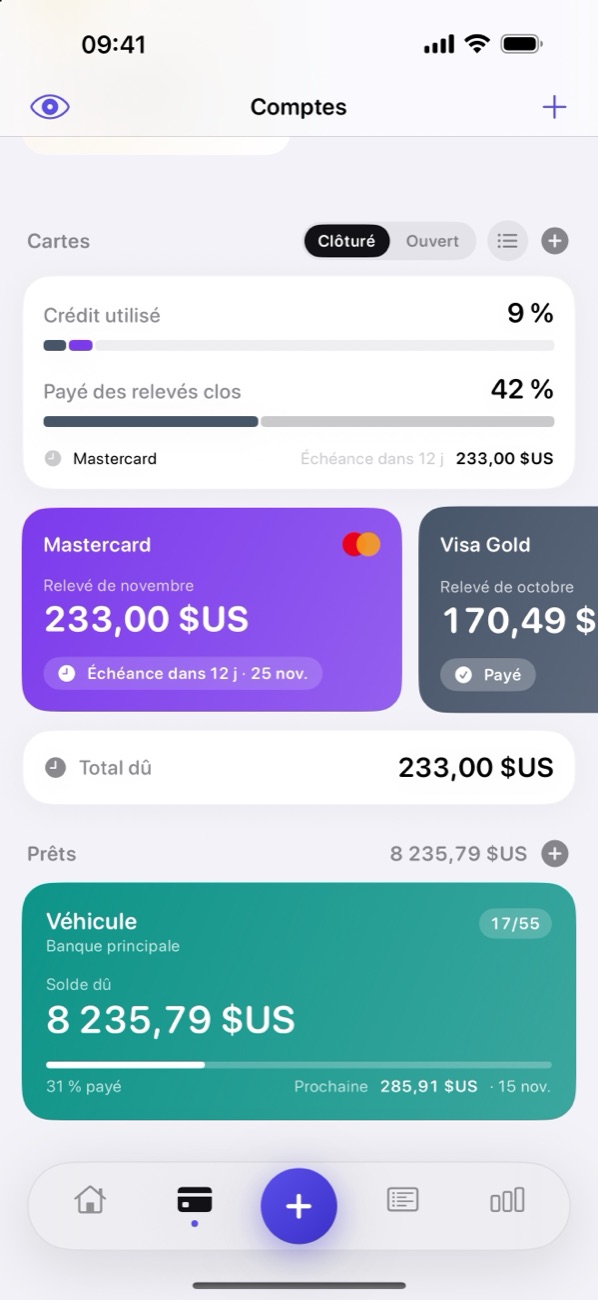 09:41
Comptes
Cartes
Clôturé Ouvert
Crédit utilisé 9 %
Payé des relevés clos 42 %
Mastercard Échéance dans 12 j 233,00 $US
Mastercard
Relevé de novembre
233,00 $US
Échéance dans 12 j · 25 nov.
Visa Gold
Relevé de octobre
170,49 $
Payé
Total dû 233,00 $US
Prêts 8 235,79 $US
Véhicule 17/55
Banque principale
Solde dû
8 235,79 $US
31 % payé Prochaine 285,91 $US · 15 nov.